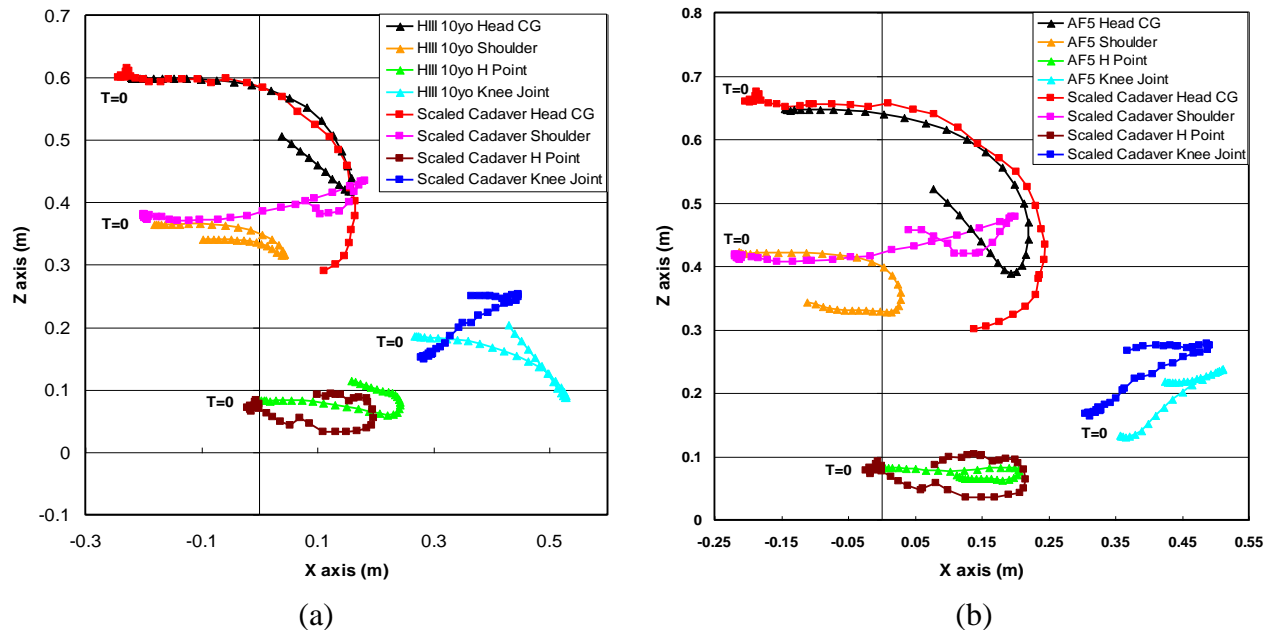 0.7
0.6
0.5
0.4
0.3
0.2
0.1
0
-0.1
-0.3
-0.1
0.1
0.3
0.5
Z axis (m)
X axis (m)
HIII 10yo Head CG
HIII 10yo Shoulder
HIII 10yo H Point
HIII 10yo Knee Joint
Scaled Cadaver Head CG
Scaled Cadaver Shoulder
Scaled Cadaver H Point
Scaled Cadaver Knee Joint
T=0
T=0
T=0
T=0
(a)
0.8
0.7
0.6
0.5
0.4
0.3
0.2
0.1
0
-0.25
-0.15
-0.05
0.05
0.15
0.25
0.35
0.45
0.55
Z axis (m)
X axis (m)
AF5 Head CG
AF5 Shoulder
AF5 H Point
AF5 Knee Joint
Scaled Cadaver Head CG
Scaled Cadaver Shoulder
Scaled Cadaver H Point
Scaled Cadaver Knee Joint
T=0
T=0
T=0
T=0
(b)